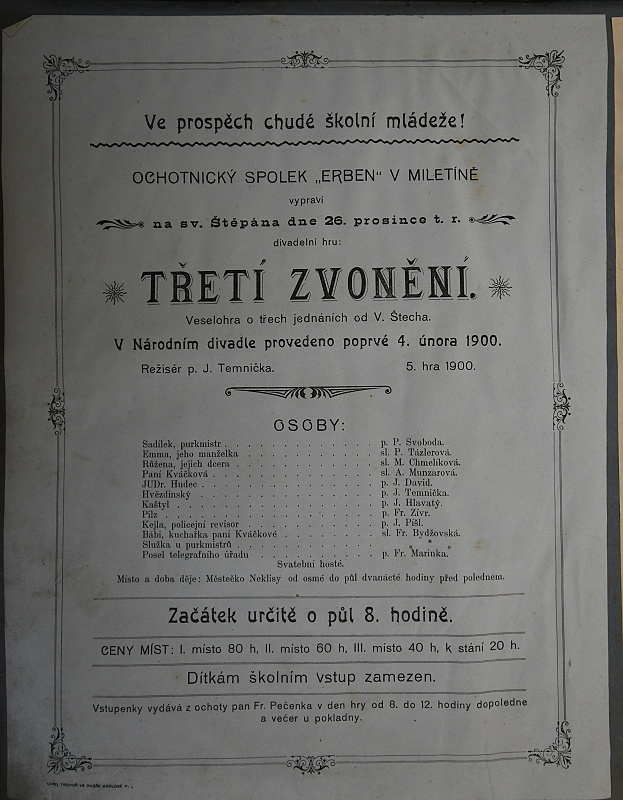 Ve prospěch chudé školní mládeže!
OCHOTNICKÝ SPOLEK „ERBEN" V MILETÍNĚ
vypraví
na sv. Štěpána dne 26. prosince t. r.
divadelní hru:
TŘETÍ ZVONĚNÍ.
Veselohra o třech jednáních od V. Štecha.
V Národním divadle provedeno poprvé 4. února 1900.
Režisér p. J. Temnička. 5. hra 1900.
OSOBY:
Sadílek, purkmistr . . . . . . . . . . . . p. P. Svoboda.
Emma, jeho manželka . . . . . . . . . . . sl. P. Tázlerová.
Růžena, jejich dcera . . . . . . . . . . . sl. M. Chmelíková.
Paní Kváčková . . . . . . . . . . . . sl. A. Munzarová.
JUDr. Hudec . . . . . . . . . . . . . p. J. David.
Hvězdinský . . . . . . . . . . . . . p. J. Temnička.
Kaštyl . . . . . . . . . . . . . . p. J. Hlavatý.
Pilz . . . . . . . . . . . . . . . p. Fr. Zívr.
Kejla, policejní revisor . . . . . . . . . . p. J. Píšl.
Bábi, kuchařka paní Kváčkové . . . . . . . . sl. Fr. Bydžovská.
Služka u purkmistrů . . . . . . . . . . . * * *
Posel telegrafního úřadu . . . . . . . . . . p. Fr. Marinka.
Svatební hosté.
Místo a doba děje: Městečko Neklisy od osmé do půl dvanácté hodiny před polednem.
Začátek určitě o půl 8. hodině.
CENY MÍST: I. místo 80 h, II. místo 60 h, III. místo 40 h, k stání 20 h.
Dítkám školním vstup zamezen.
Vstupenky vydává z ochoty pan Fr. Pečenka v den hry od 8. do 12. hodiny dopoledne
a večer u pokladny.